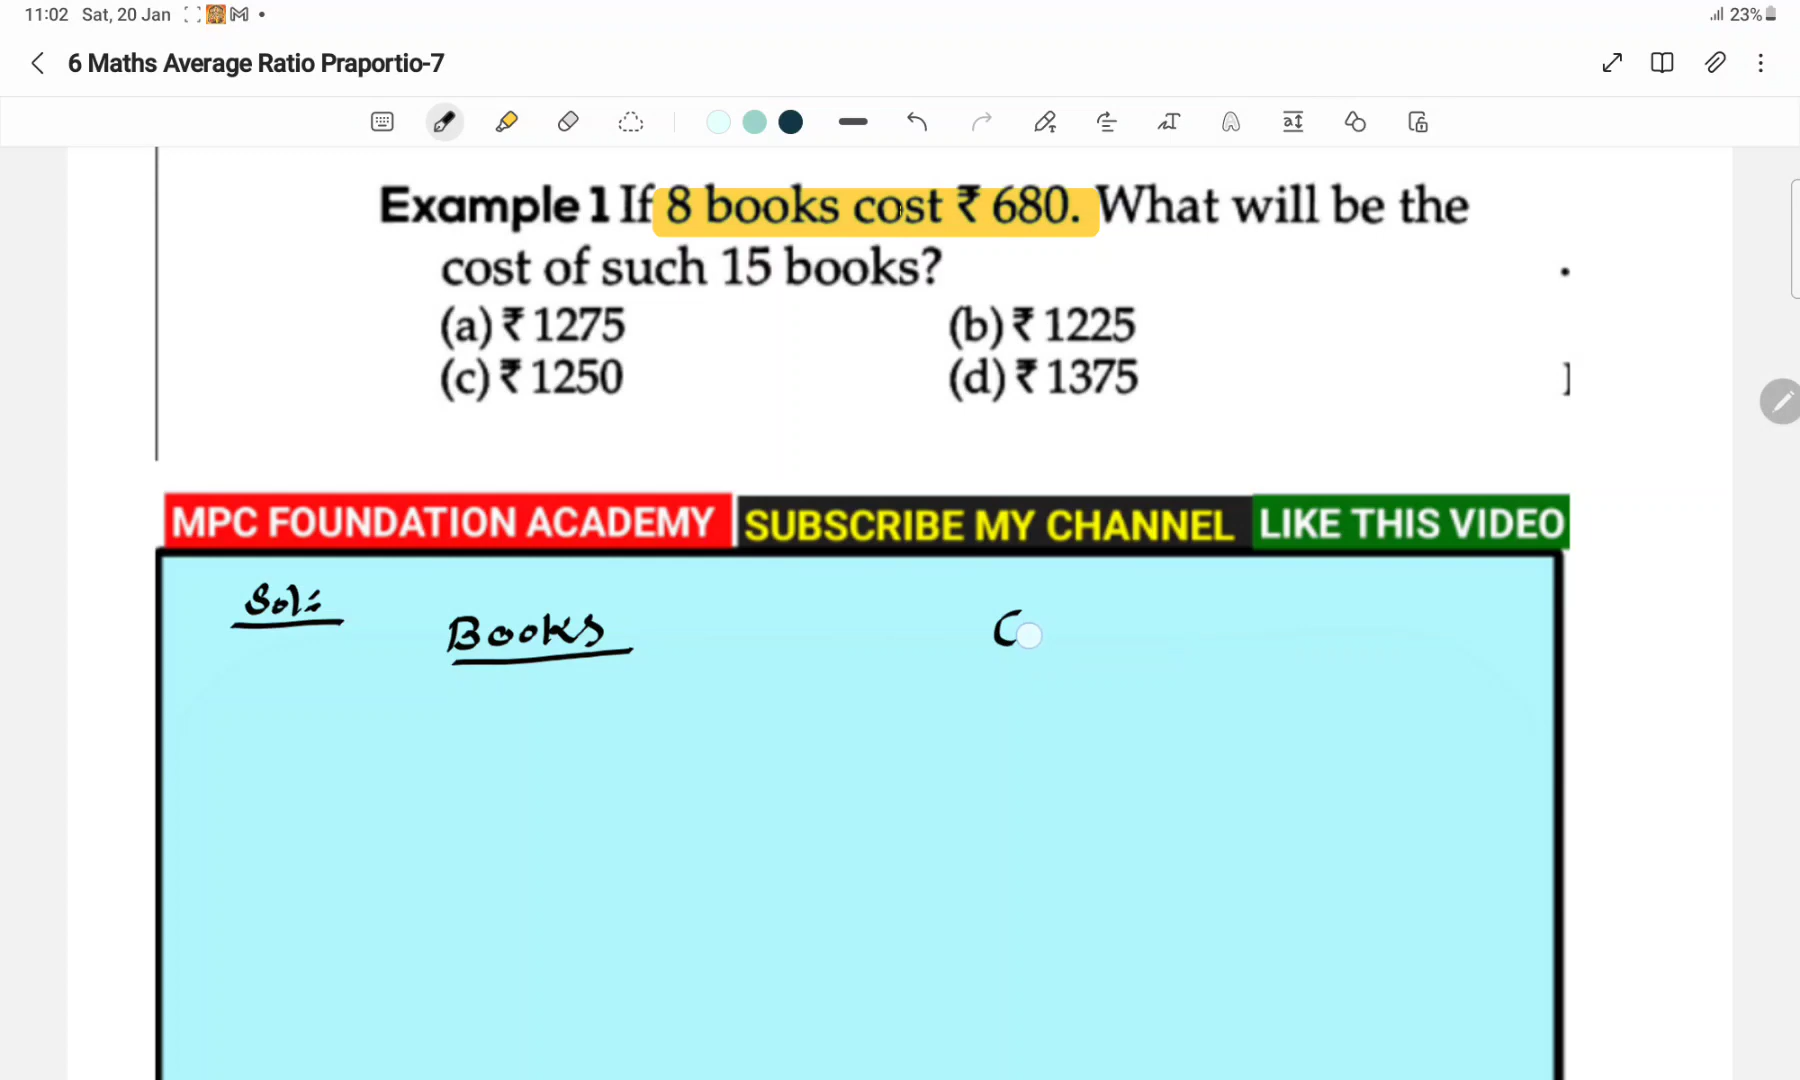 11:02 Sat, 20 Jan
23%
6 Maths Average Ratio Praportio-7
Example 1 If 8 books cost ₹ 680. What will be the
cost of such 15 books?
(a) ₹ 1275 (b) ₹ 1225
(c) ₹ 1250 (d) ₹ 1375
MPC FOUNDATION ACADEMY SUBSCRIBE MY CHANNEL LIKE THIS VIDEO
Sol:
Books C